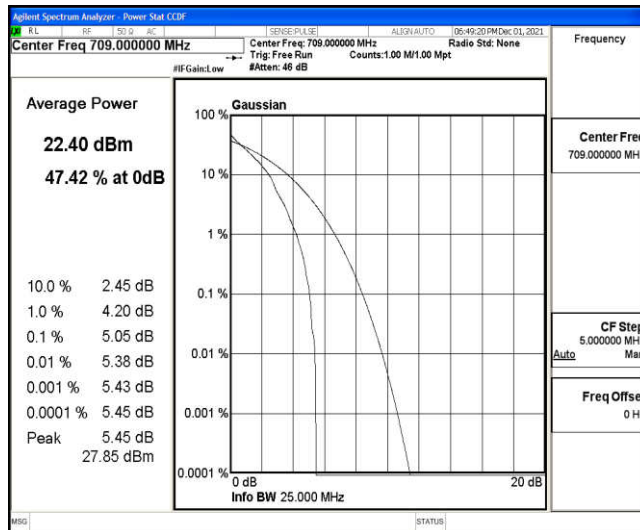 Agilent Spectrum Analyzer - Power Stat CCDF
RL RF 50 Ω AC SENSE:PULSE ALIGN AUTO 06:49:20 PM Dec 01, 2021
Center Freq 709.000000 MHz
Center Freq: 709.000000 MHz Radio Std: None
Trig: Free Run Counts:1.00 M/1.00 Mpt
#IFGain:Low #Atten: 46 dB
Frequency
Average Power
22.40 dBm
47.42 % at 0dB
10.0 % 2.45 dB
1.0 % 4.20 dB
0.1 % 5.05 dB
0.01 % 5.38 dB
0.001 % 5.43 dB
0.0001 % 5.45 dB
Peak 5.45 dB
27.85 dBm
Gaussian
100 %
10 %
1 %
0.1 %
0.01 %
0.001 %
0.0001 %
0 dB 20 dB
Info BW 25.000 MHz
Center Fre
709.000000 MH
CF Step
5.000000 MH
Auto Ma
Freq Offse
0 H
MSG STATUS